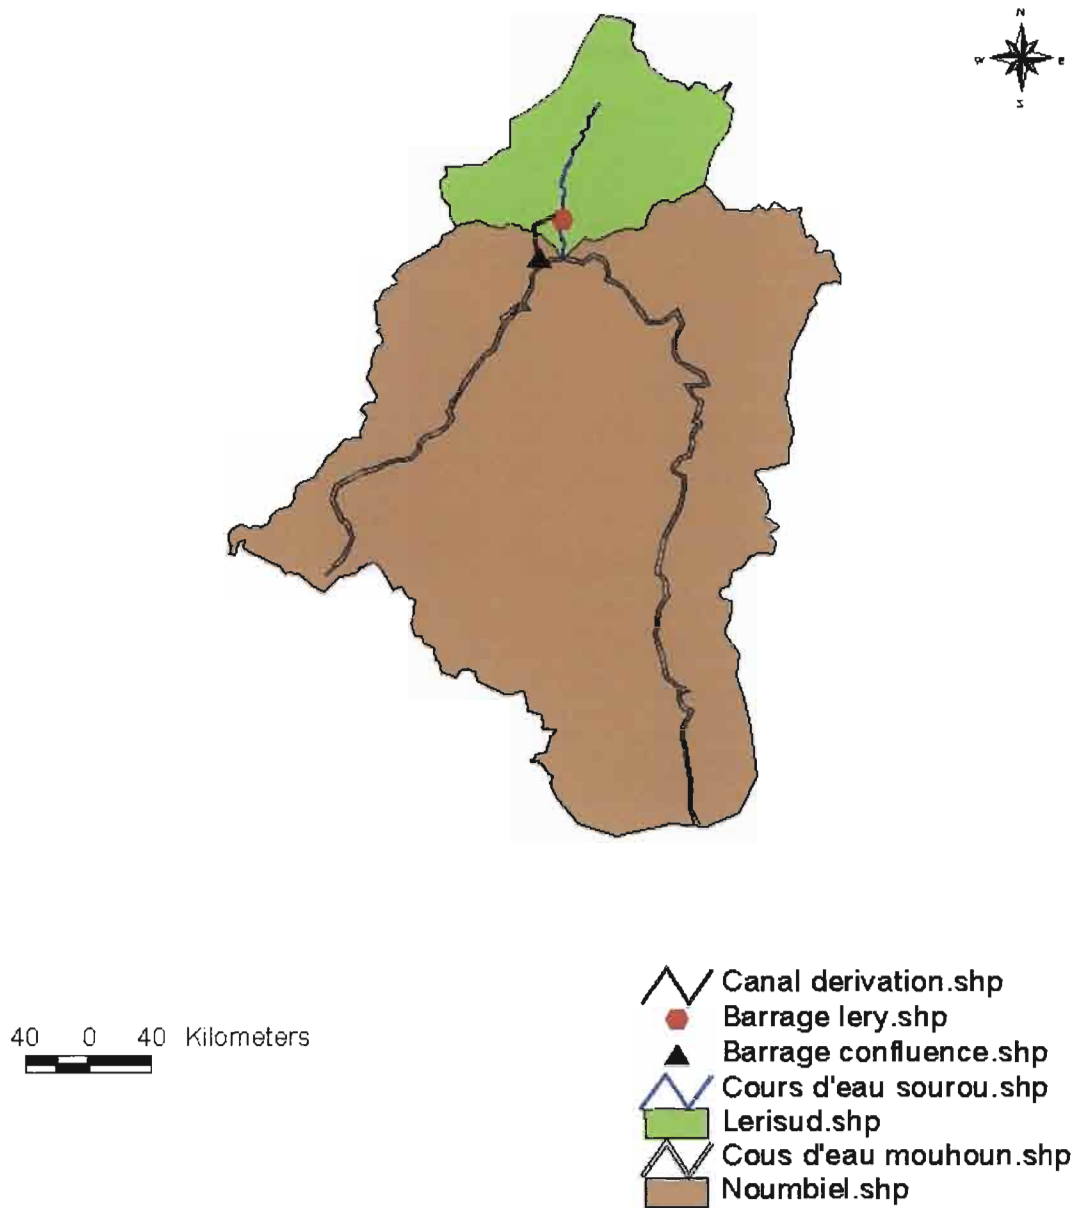 N
W E
S
Canal derivation.shp
Barrage lery.shp
40 0 40 Kilometers
Barrage confluence.shp
Cours d'eau sourou.shp
Lerisud.shp
Cous d'eau mouhoun.shp
Noumbiel.shp